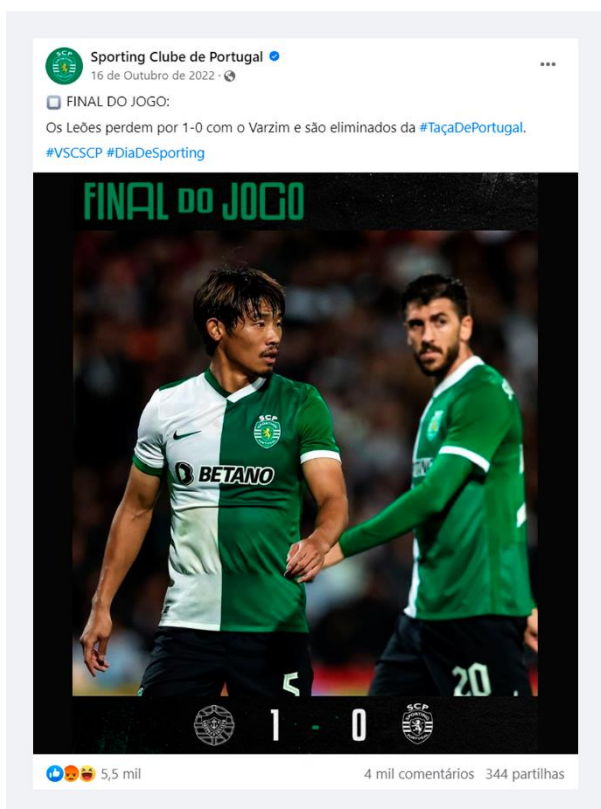 Sporting Clube de Portugal
16 de Outubro de 2022 ·
FINAL DO JOGO:
Os Leões perdem por 1-0 com o Varzim e são eliminados da #TaçaDePortugal.
#VSCSCP #DiaDeSporting
FINAL DO JOGO
SCP
BETANO
5
20
1 - 0
SCP
5,5 mil
4 mil comentários 344 partilhas